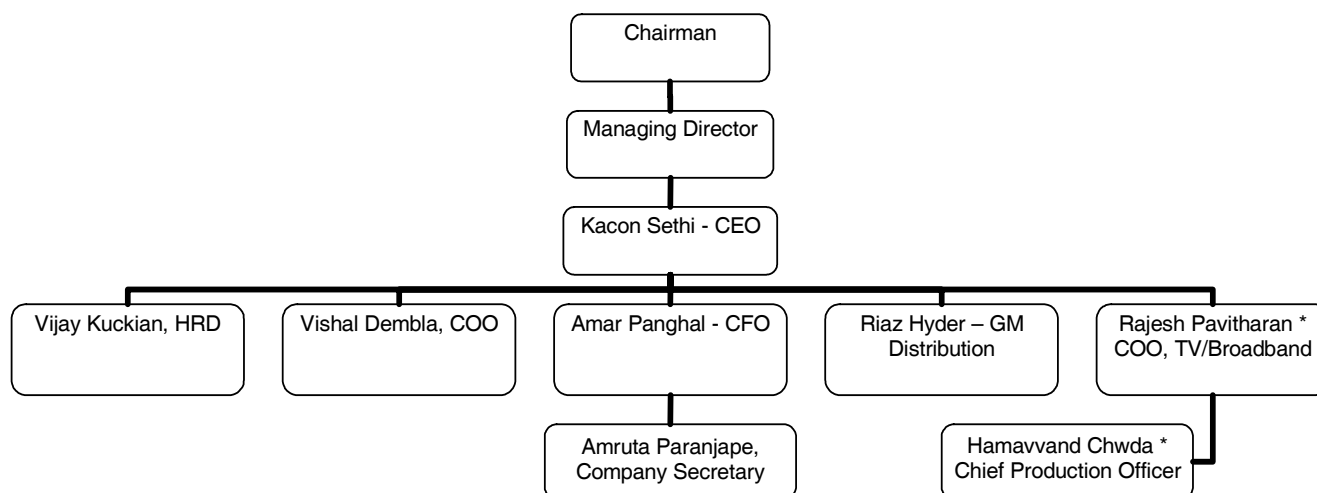 Chairman
Managing Director
Kacon Sethi - CEO
Vijay Kuckian, HRD
Vishal Dembla, COO
Amar Panghal - CFO
Riaz Hyder – GM
Distribution
Rajesh Pavitharan *
COO, TV/Broadband
Amruta Paranjape,
Company Secretary
Hamavvand Chwda *
Chief Production Officer